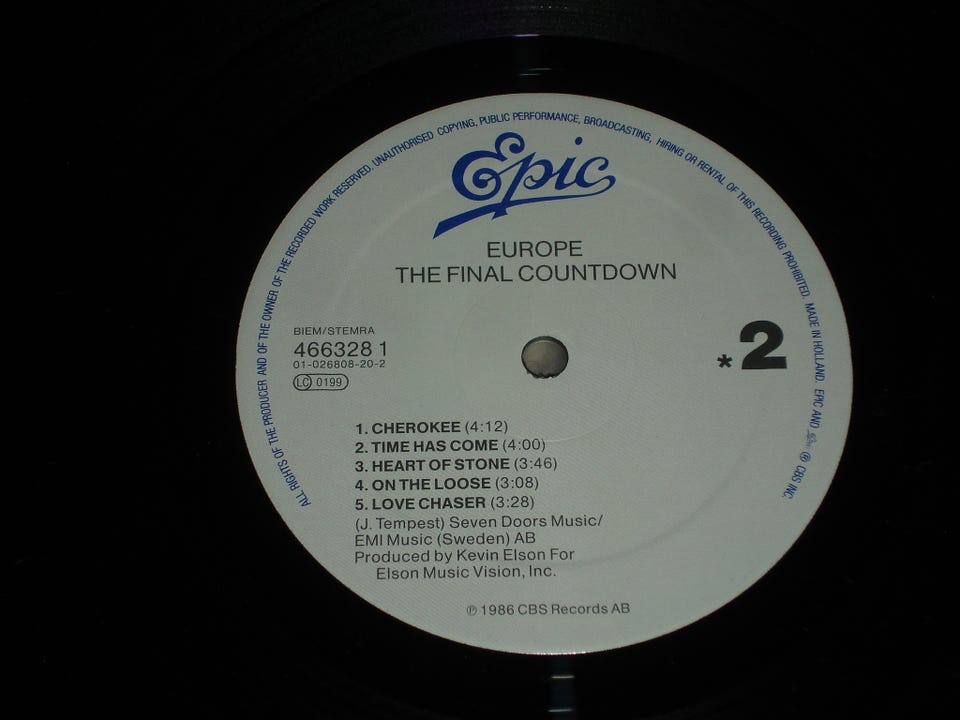 ALL RIGHTS OF THE PRODUCER AND OF THE OWNER OF THE RECORDED WORK RESERVED. UNAUTHORISED COPYING, PUBLIC PERFORMANCE, BROADCASTING, HIRING OR RENTAL OF THIS RECORDING PROHIBITED. MADE IN HOLLAND. EPIC AND Epic ® CBS INC.
Epic
EUROPE
THE FINAL COUNTDOWN
BIEM/STEMRA
466328 1
01-026808-20-2
LC 0199
*2
1. CHEROKEE (4:12)
2. TIME HAS COME (4:00)
3. HEART OF STONE (3:46)
4. ON THE LOOSE (3:08)
5. LOVE CHASER (3:28)
(J. Tempest) Seven Doors Music/
EMI Music (Sweden) AB
Produced by Kevin Elson For
Elson Music Vision, Inc.
℗ 1986 CBS Records AB